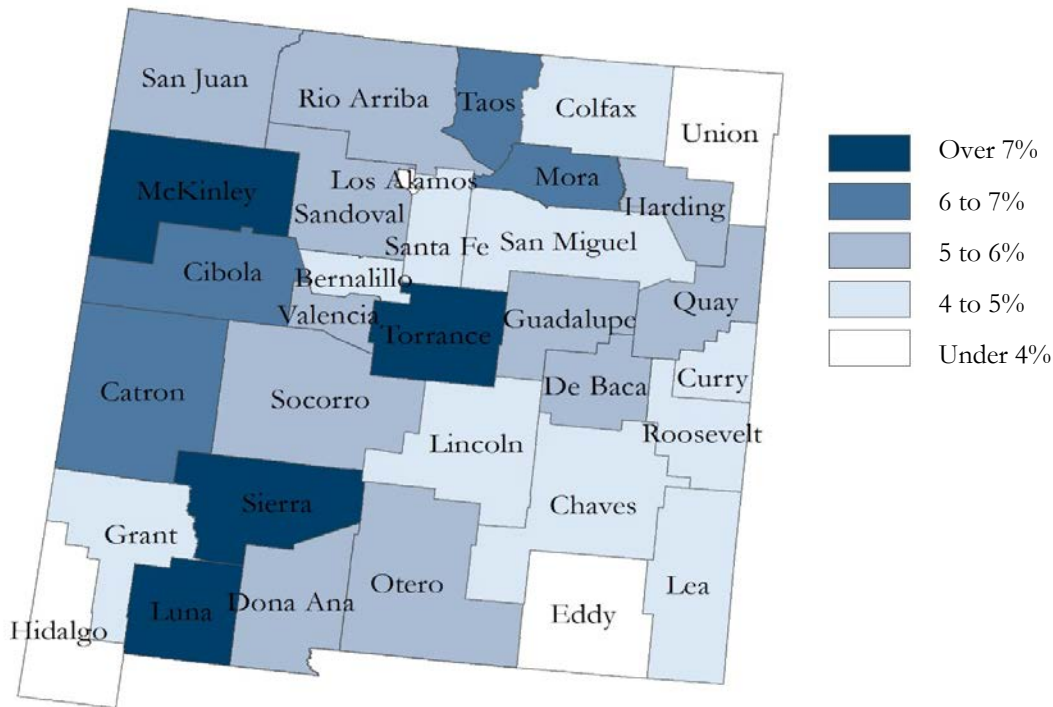 San Juan
Rio Arriba
Taos
Colfax
Union
McKinley
Los Alamos
Mora
Sandoval
Harding
Santa Fe
San Miguel
Cibola
Bernalillo
Valencia
Torrance
Guadalupe
Quay
Catron
Socorro
De Baca
Curry
Lincoln
Roosevelt
Sierra
Chaves
Grant
Luna
Dona Ana
Otero
Eddy
Lea
Hidalgo
Over 7%
6 to 7%
5 to 6%
4 to 5%
Under 4%